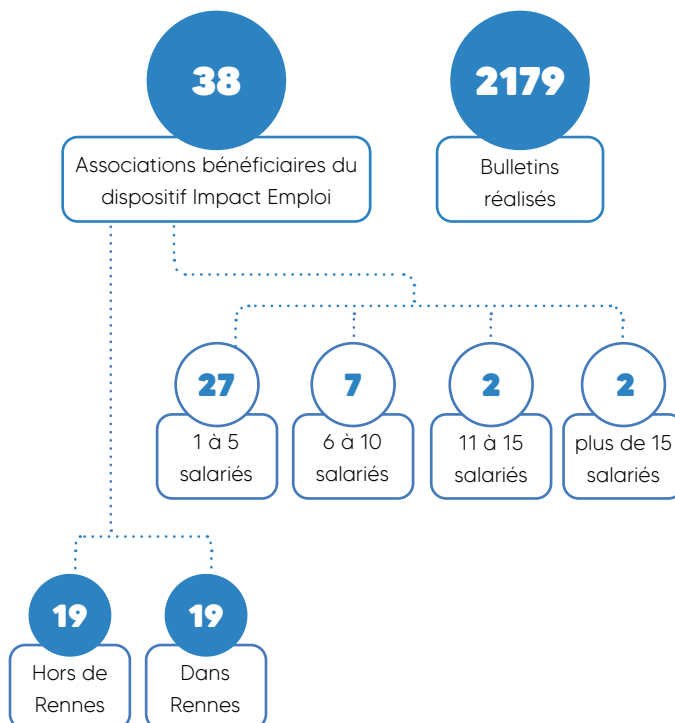 38
Associations bénéficiaires du
dispositif Impact Emploi
2179
Bulletins
réalisés
27
1 à 5
salariés
7
6 à 10
salariés
2
11 à 15
salariés
2
plus de 15
salariés
19
Hors de
Rennes
19
Dans
Rennes